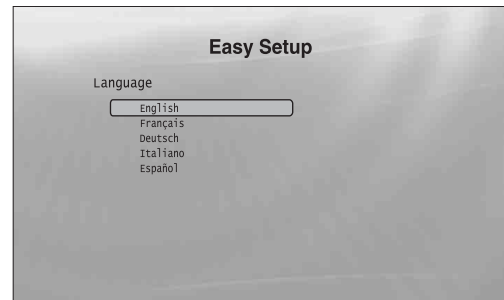 Easy Setup
Language
English
Français
Deutsch
Italiano
Español